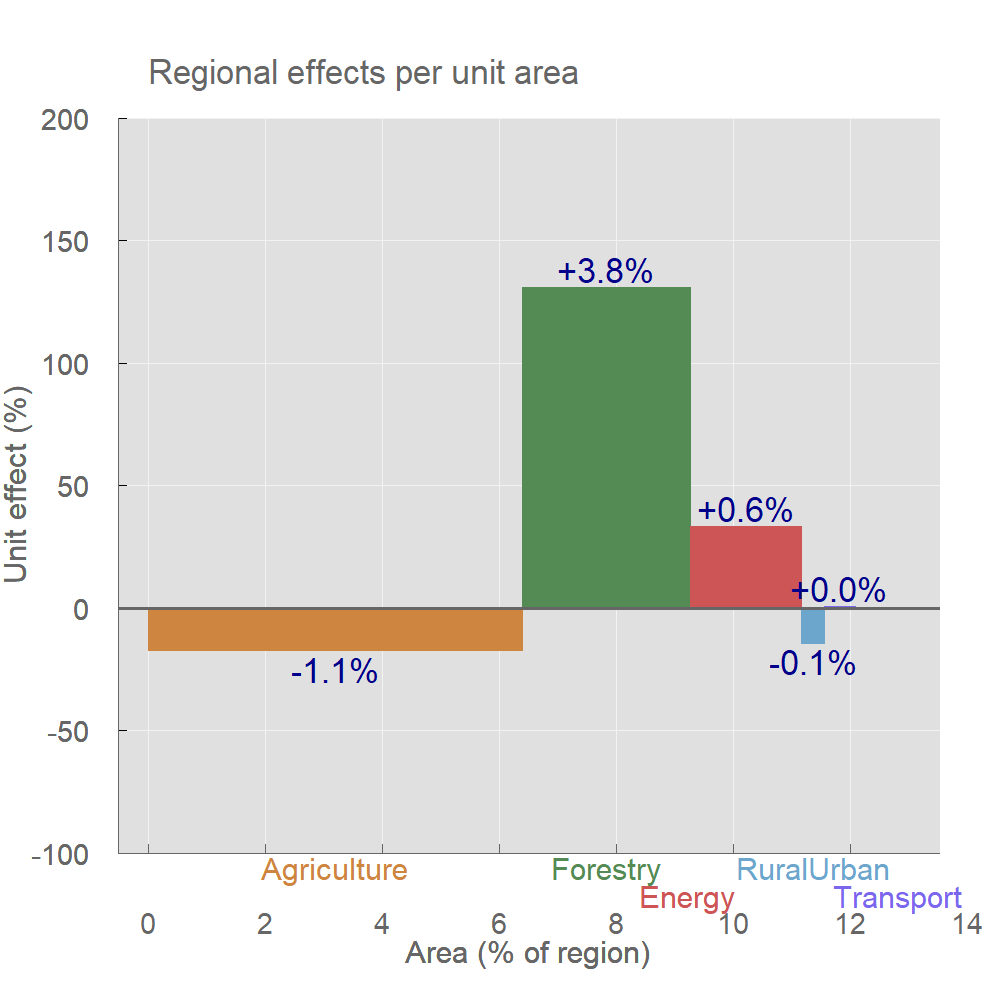 Regional effects per unit area
200
150
100
50
0
-50
-100
Unit effect (%)
+3.8%
+0.6%
+0.0%
-0.1%
-1.1%
Agriculture
Forestry
RuralUrban
Energy
Transport
0 2 4 6 8 10 12 14
Area (% of region)